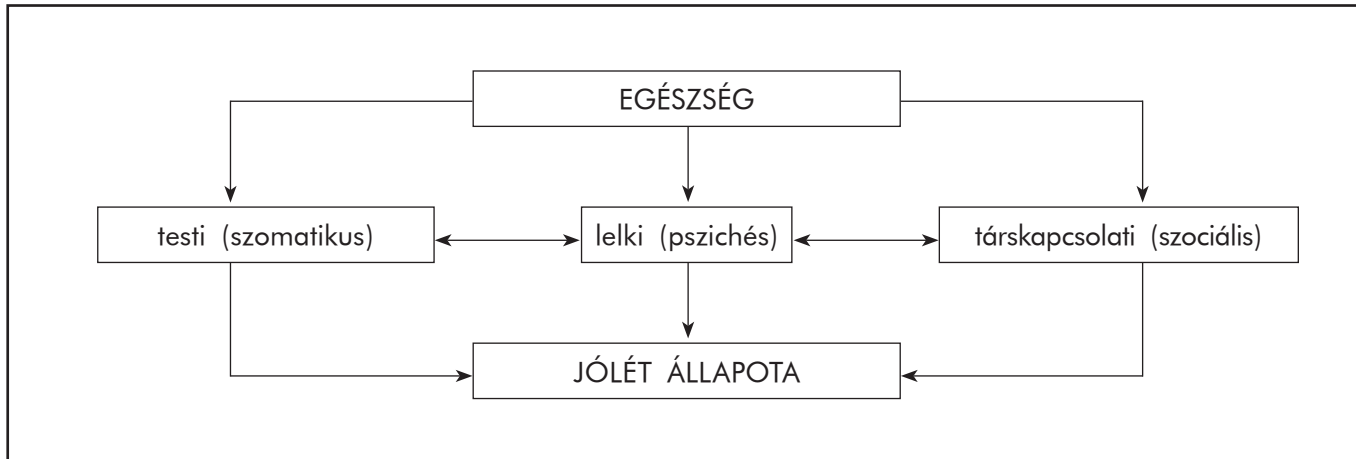 EGÉSZSÉG
testi (szomatikus)
lelki (pszichés)
társkapcsolati (szociális)
JÓLÉT ÁLLAPOTA